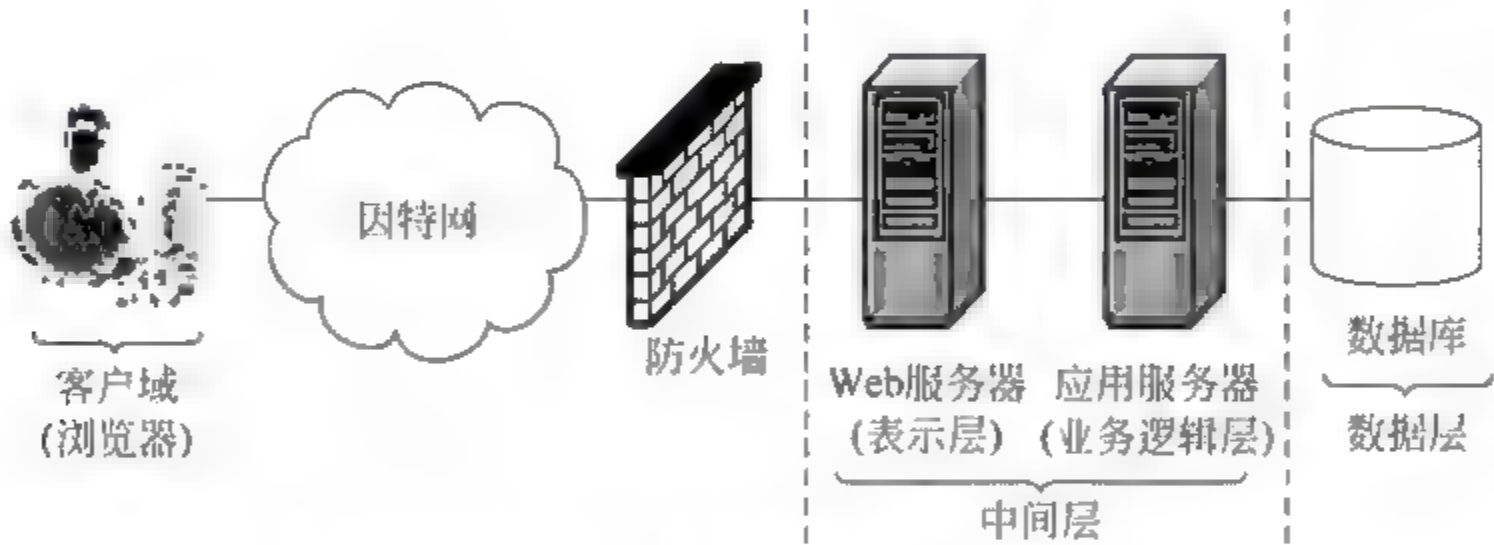 因特网
防火墙
客户域
(浏览器)
Web服务器
(表示层)
应用服务器
(业务逻辑层)
中间层
数据库
数据层